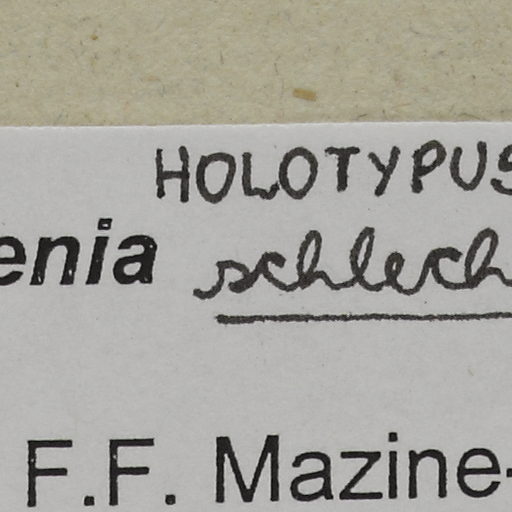 HOLOTYPUS
enia schlech
F.F. Mazine-